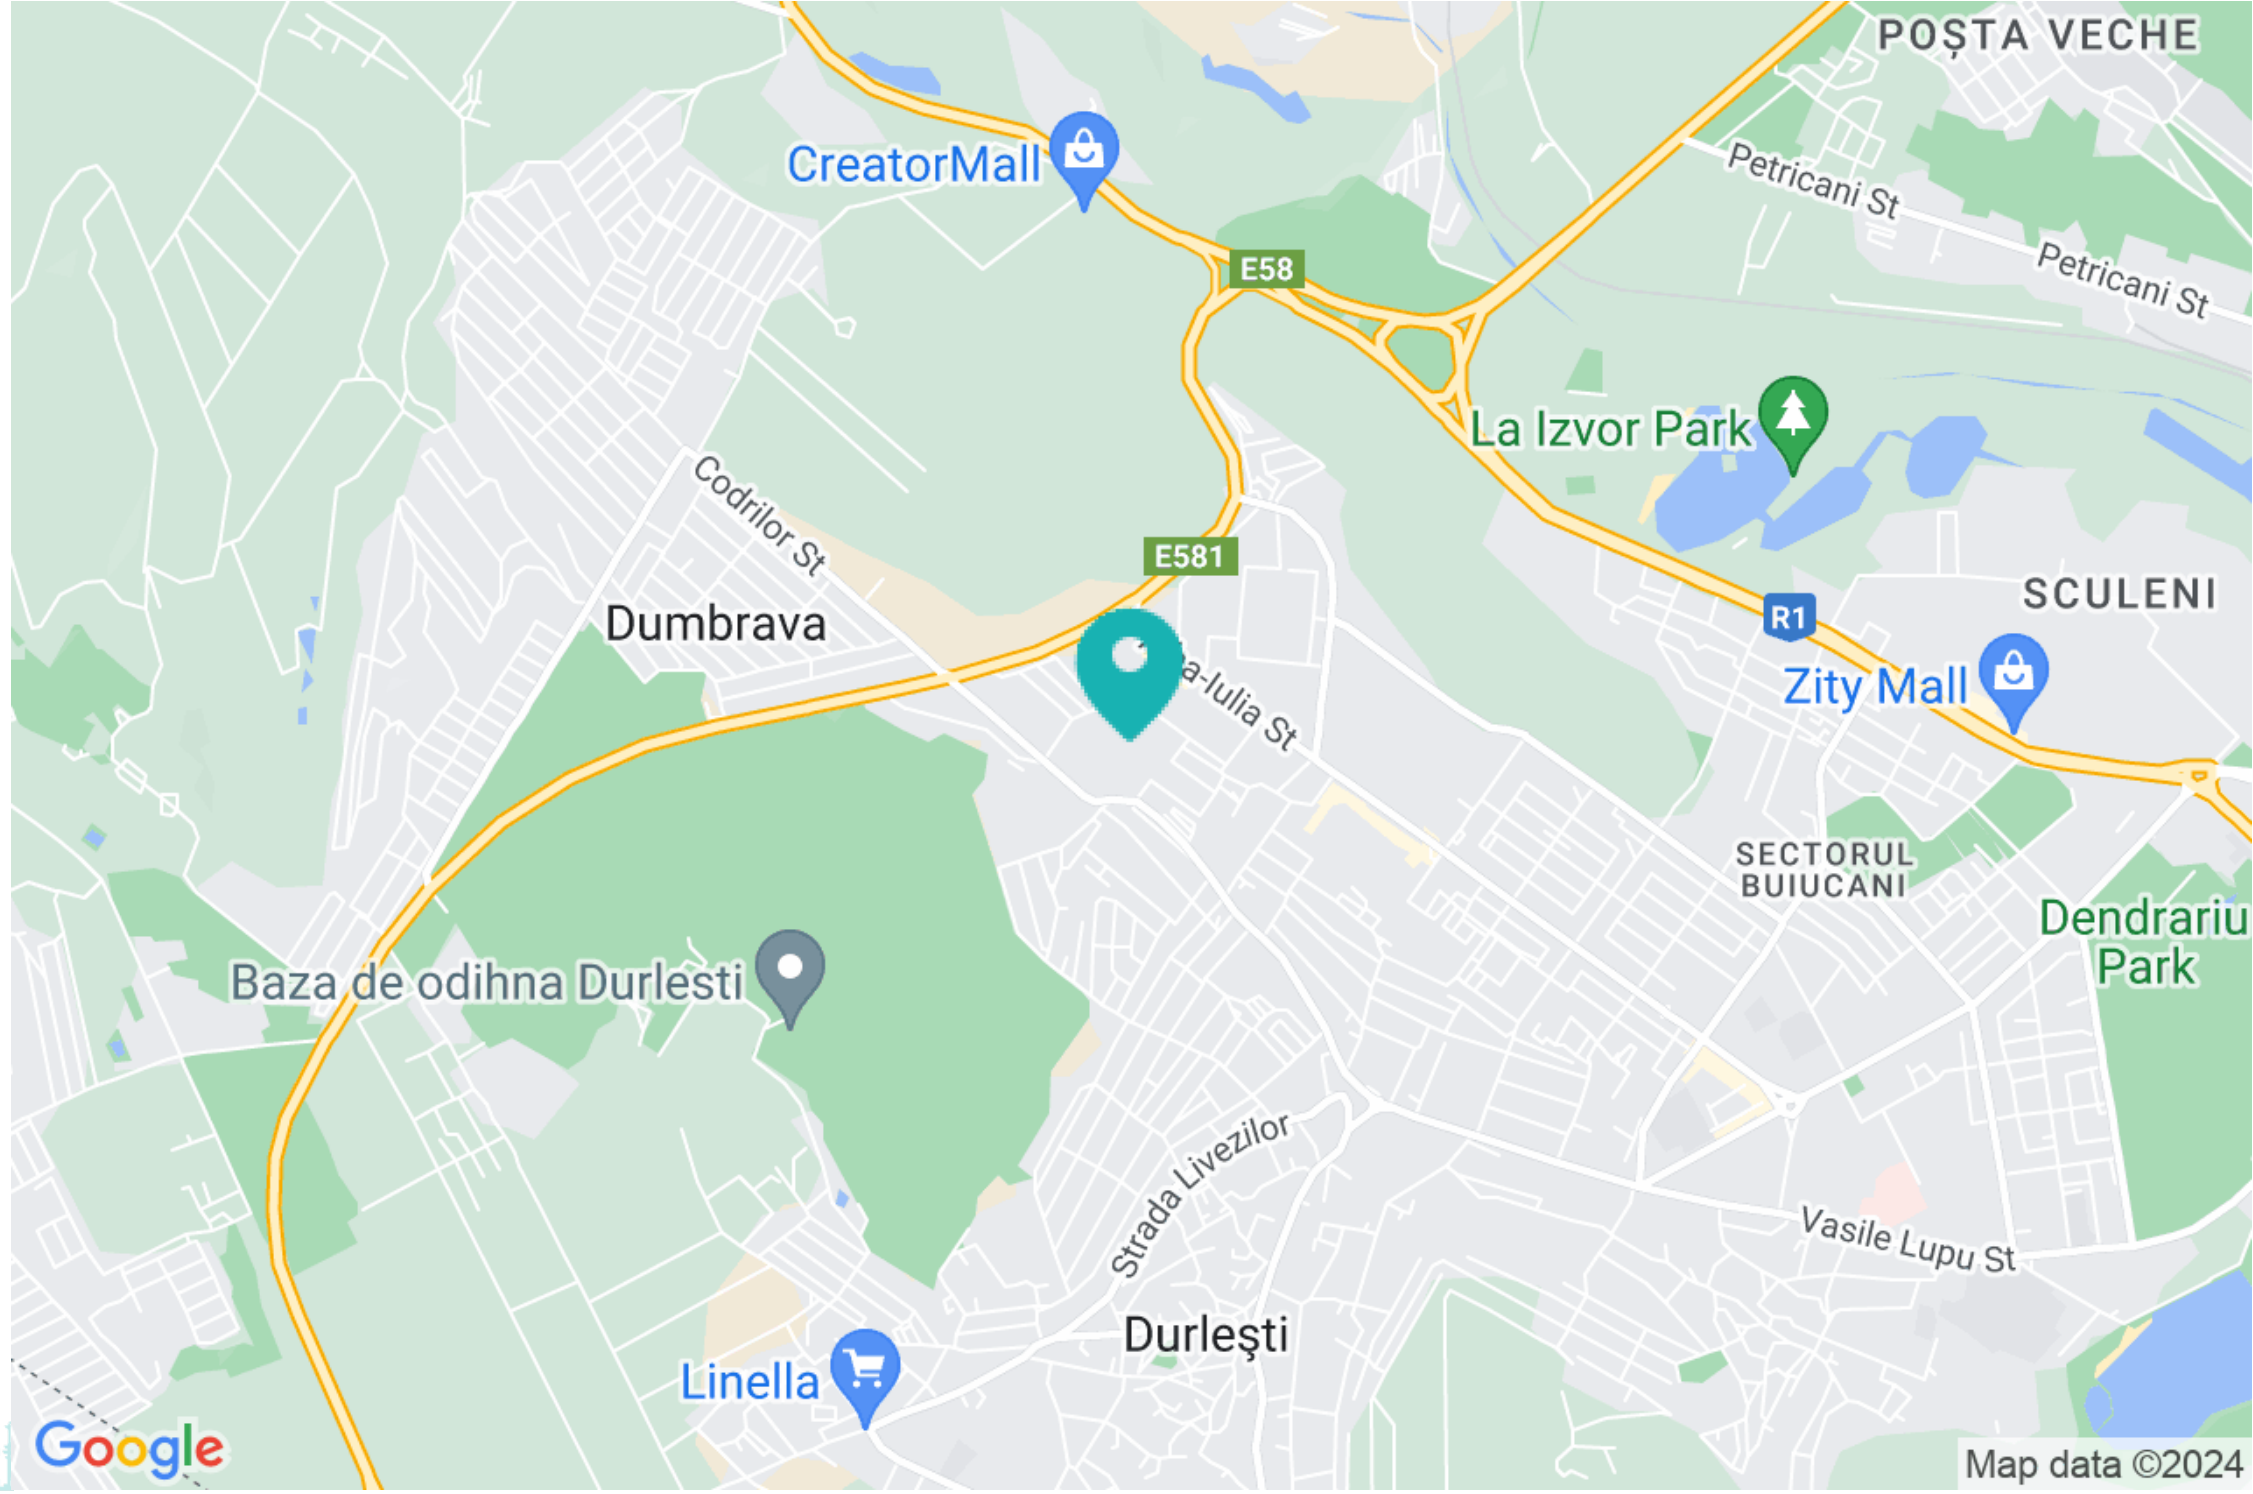 POȘTA VECHE
CreatorMall
Petricani St
E58
Petricani St
La Izvor Park
Codrilor St
E581
SCULENI
Dumbrava
R1
a-Iulia St
Zity Mall
SECTORUL
BUIUCANI
Dendrariu
Park
Baza de odihna Durlesti
Strada Livezilor
Vasile Lupu St
Durleşti
Linella
Google
Map data ©2024